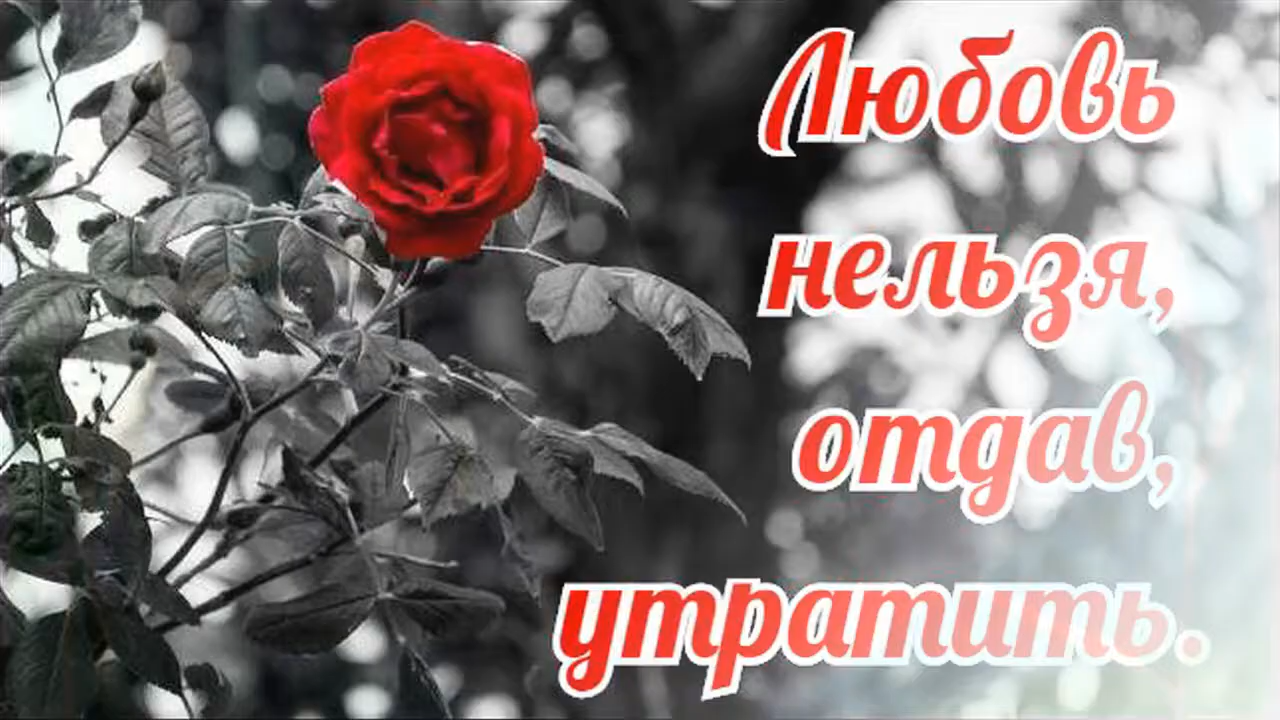 Любовь
нельзя,
отдав,
утратить.